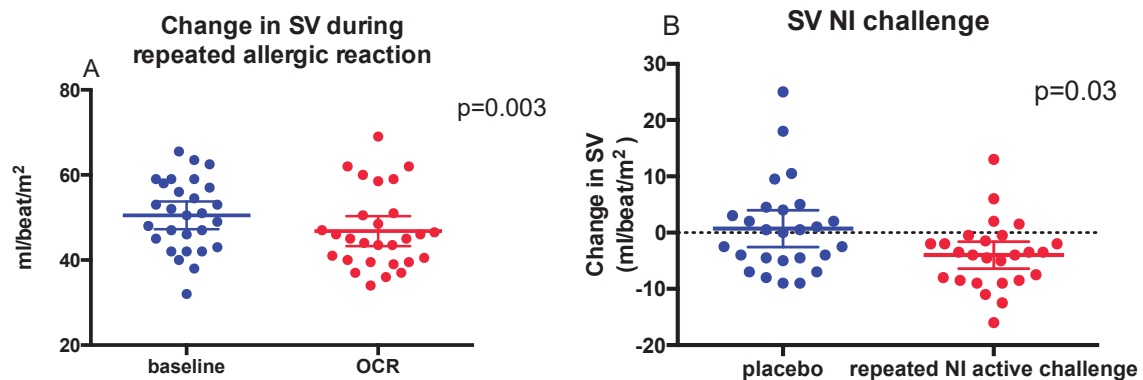 Change in SV during
repeated allergic reaction
A
80
60
40
20
ml/beat/m²
p=0.003
baseline
OCR
SV NI challenge
B
30
20
10
0
-10
-20
Change in SV
(ml/beat/m² )
p=0.03
placebo
repeated NI active challenge